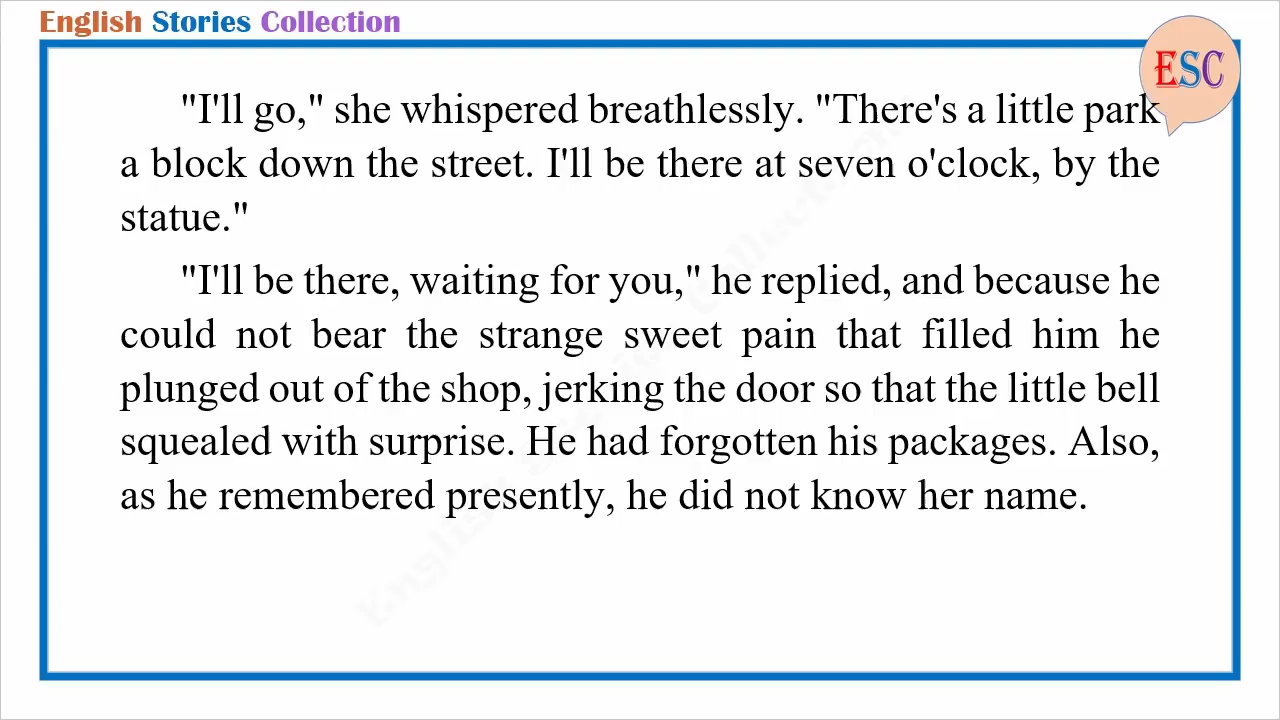 English Stories Collection
ESC
"I'll go," she whispered breathlessly. "There's a little park
a block down the street. I'll be there at seven o'clock, by the
statue."
"I'll be there, waiting for you," he replied, and because he
could not bear the strange sweet pain that filled him he
plunged out of the shop, jerking the door so that the little bell
squealed with surprise. He had forgotten his packages. Also,
as he remembered presently, he did not know her name.